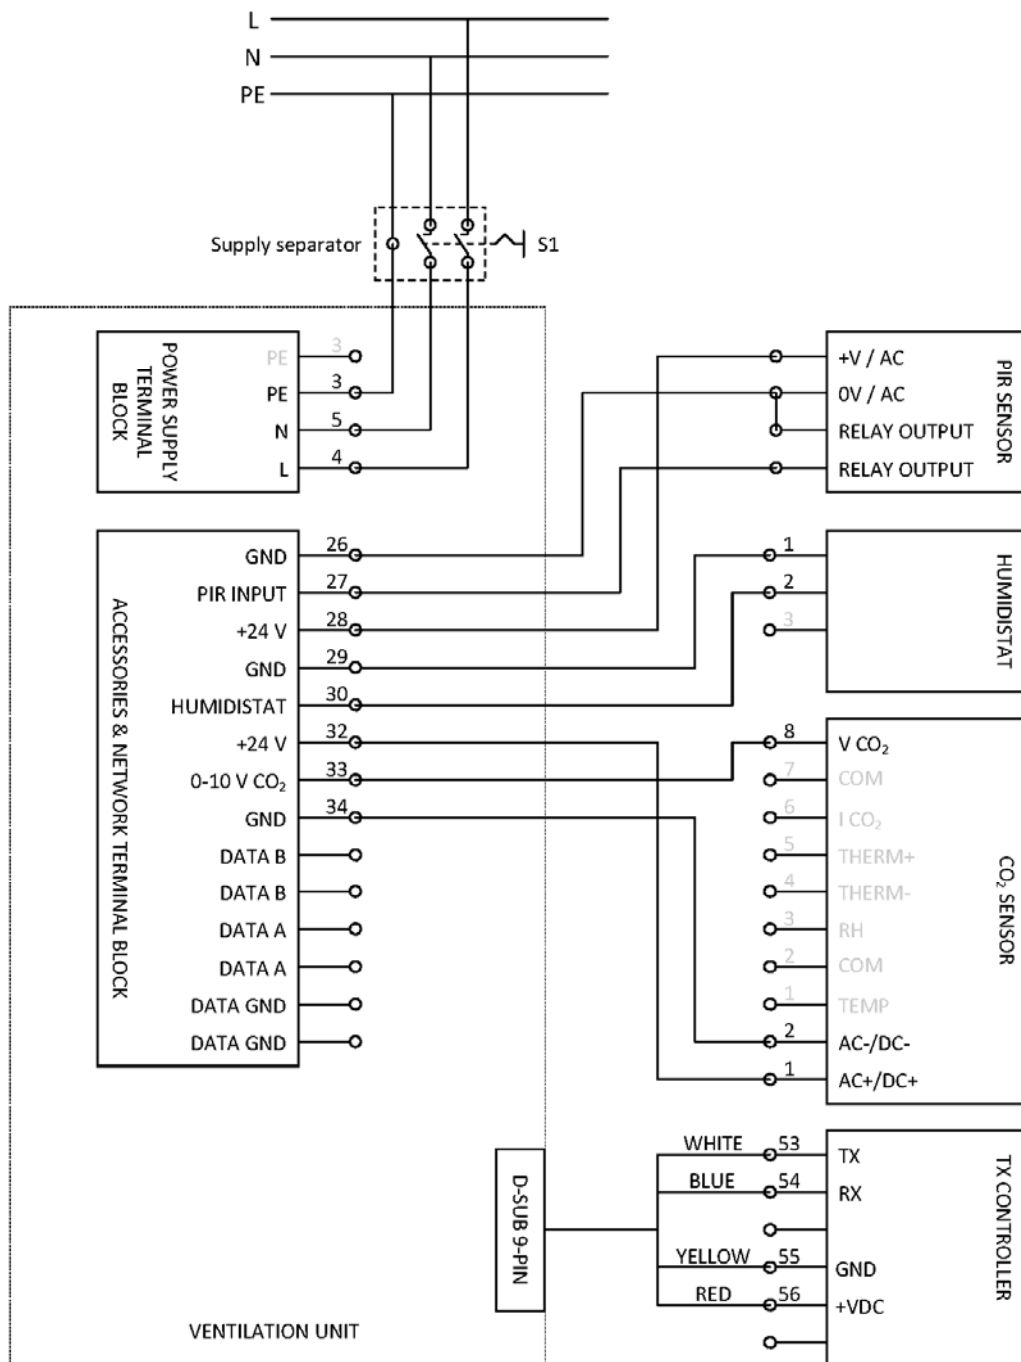 L
N
PE
Supply separator
S1
POWER SUPPLY
TERMINAL
BLOCK
PE 3
PE 3
N 5
L 4
ACCESSORIES & NETWORK TERMINAL BLOCK
GND 26
PIR INPUT 27
+24 V 28
GND 29
HUMIDISTAT 30
+24 V 32
0-10 V CO₂ 33
GND 34
DATA B
DATA B
DATA A
DATA A
DATA GND
DATA GND
+V / AC
0V / AC
RELAY OUTPUT
RELAY OUTPUT
PIR SENSOR
1
2
3
HUMIDISTAT
8 V CO₂
7 COM
6 I CO₂
5 THERM+
4 THERM-
3 RH
2 COM
1 TEMP
2 AC-/DC-
1 AC+/DC+
CO₂ SENSOR
D-SUB 9-PIN
WHITE 53 TX
BLUE 54 RX
YELLOW 55 GND
RED 56 +VDC
TX CONTROLLER
VENTILATION UNIT